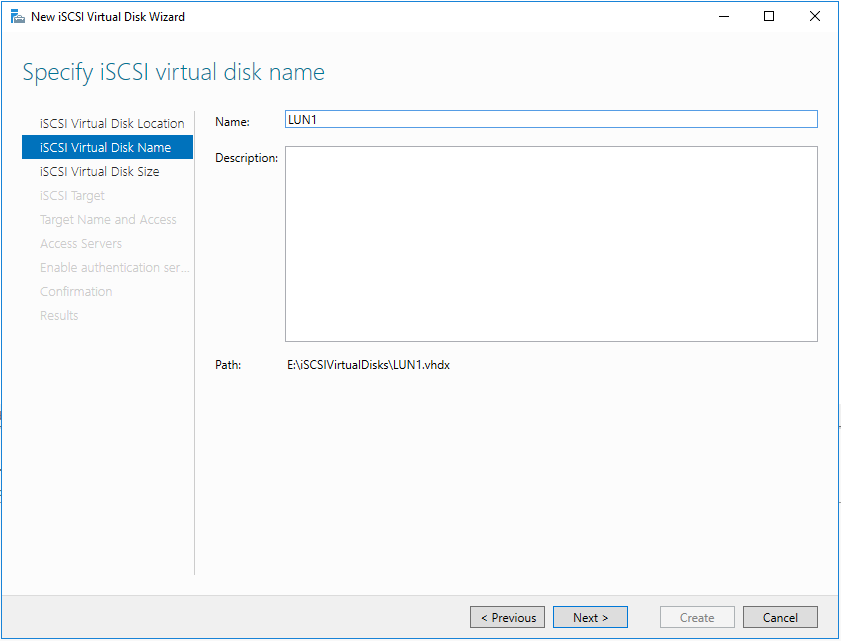 New iSCSI Virtual Disk Wizard
Specify iSCSI virtual disk name
iSCSI Virtual Disk Location
iSCSI Virtual Disk Name
iSCSI Virtual Disk Size
iSCSI Target
Target Name and Access
Access Servers
Enable authentication ser...
Confirmation
Results
Name: LUN1
Description:
Path: E:\iSCSIVirtualDisks\LUN1.vhdx
< Previous Next > Create Cancel